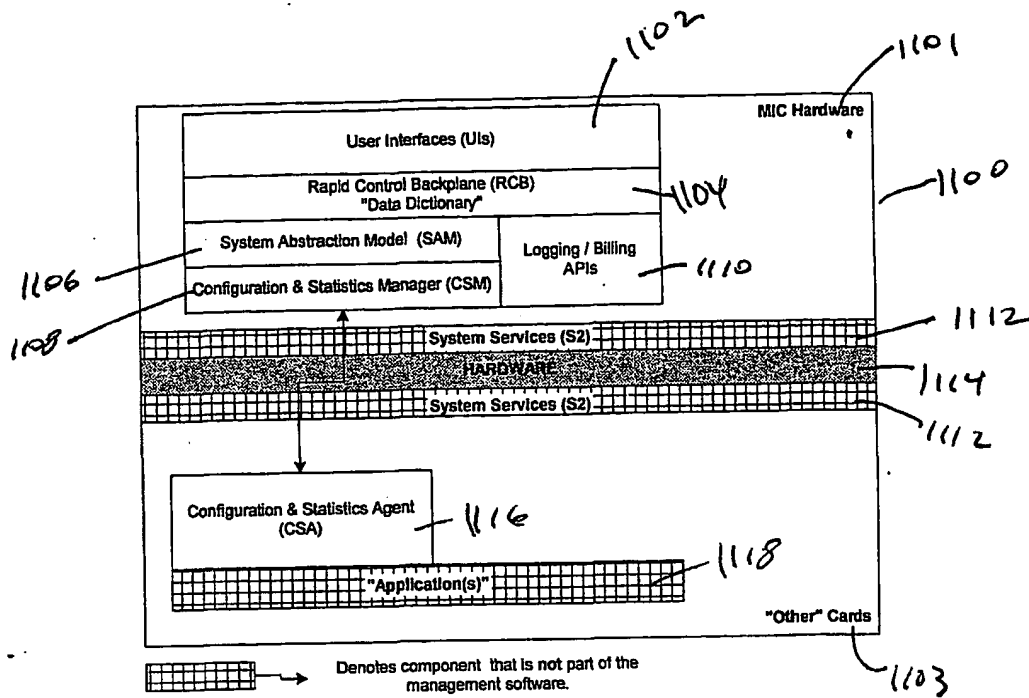 1102
1101
MIC Hardware
User Interfaces (UIs)
1100
Rapid Control Backplane (RCB)
"Data Dictionary"
1104
System Abstraction Model (SAM)
Logging / Billing
APIs
1106
1110
Configuration & Statistics Manager (CSM)
1108
System Services (S2)
1112
HARDWARE
1114
System Services (S2)
1112
Configuration & Statistics Agent
(CSA)
1116
"Application(s)"
1118
"Other" Cards
1103
Denotes component that is not part of the
management software.